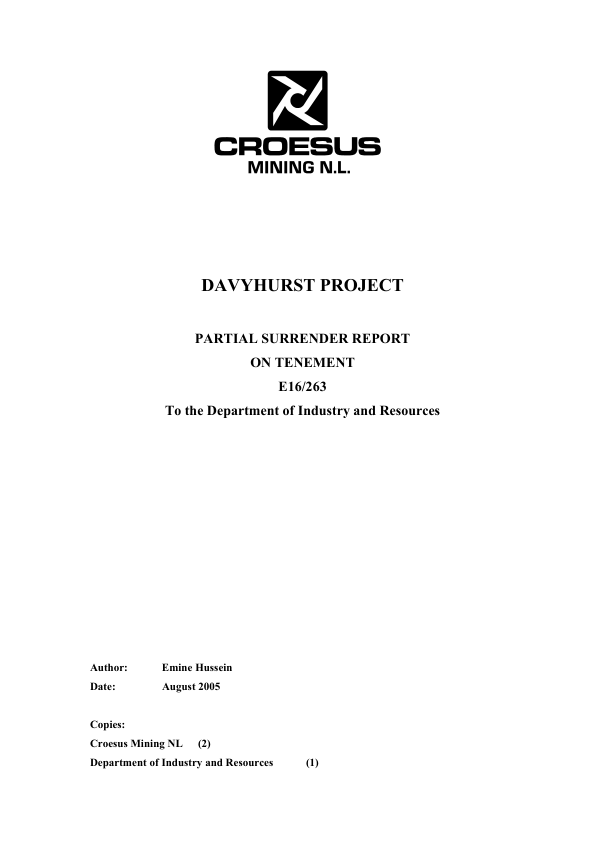 CROESUS
MINING N.L.
DAVYHURST PROJECT
PARTIAL SURRENDER REPORT
ON TENEMENT
E16/263
To the Department of Industry and Resources
Author: Emine Hussein
Date: August 2005
Copies:
Croesus Mining NL (2)
Department of Industry and Resources (1)